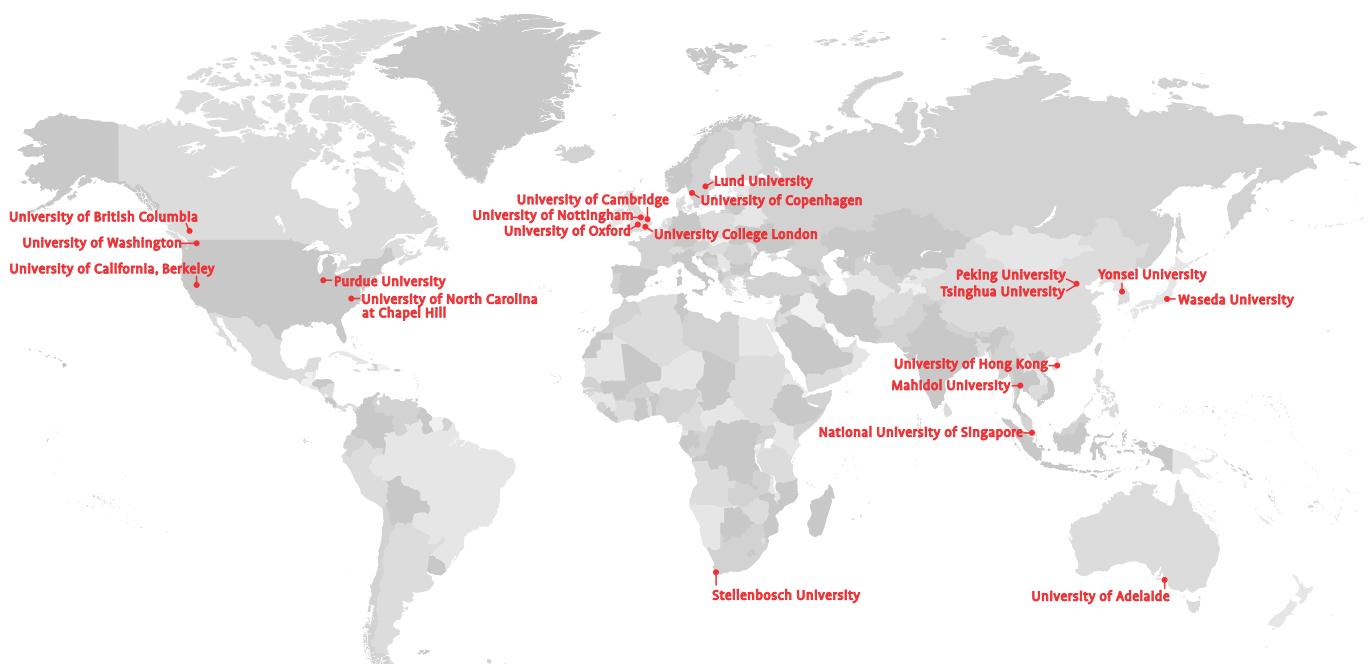 Lund University
University of Cambridge
University of Copenhagen
University of Nottingham
University of British Columbia
University of Oxford
University College London
University of Washington
University of California, Berkeley
Peking University
Yonsei University
Purdue University
Tsinghua University
University of North Carolina
at Chapel Hill
Waseda University
University of Hong Kong
Mahidol University
National University of Singapore
Stellenbosch University
University of Adelaide